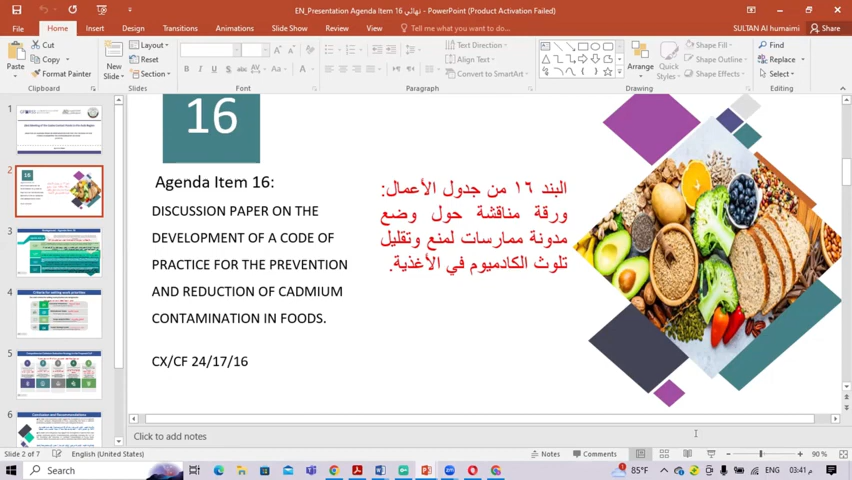 EN_Presentation Agenda Item 16 نهائي - PowerPoint (Product Activation Failed)
File Home Insert Design Transitions Animations Slide Show Review View Tell me what you want to do...
SULTAN Al humaimi Share
Cut
Copy
Format Painter
Paste
Clipboard
New Slide
Layout
Reset
Section
Slides
Font
Text Direction
Align Text
Convert to SmartArt
Paragraph
Arrange
Quick Styles
Shape Fill
Shape Outline
Shape Effects
Drawing
Find
Replace
Select
Editing
1
2
3
4
5
6
16
Agenda Item 16:
DISCUSSION PAPER ON THE
DEVELOPMENT OF A CODE OF
PRACTICE FOR THE PREVENTION
AND REDUCTION OF CADMIUM
CONTAMINATION IN FOODS.
CX/CF 24/17/16
البند ١٦ من جدول الأعمال:
ورقة مناقشة حول وضع
مدونة ممارسات لمنع وتقليل
تلوث الكادميوم في الأغذية.
Click to add notes
Slide 2 of 7 English (United States) Notes Comments 90 %
Search 85°F ENG 03:41 م